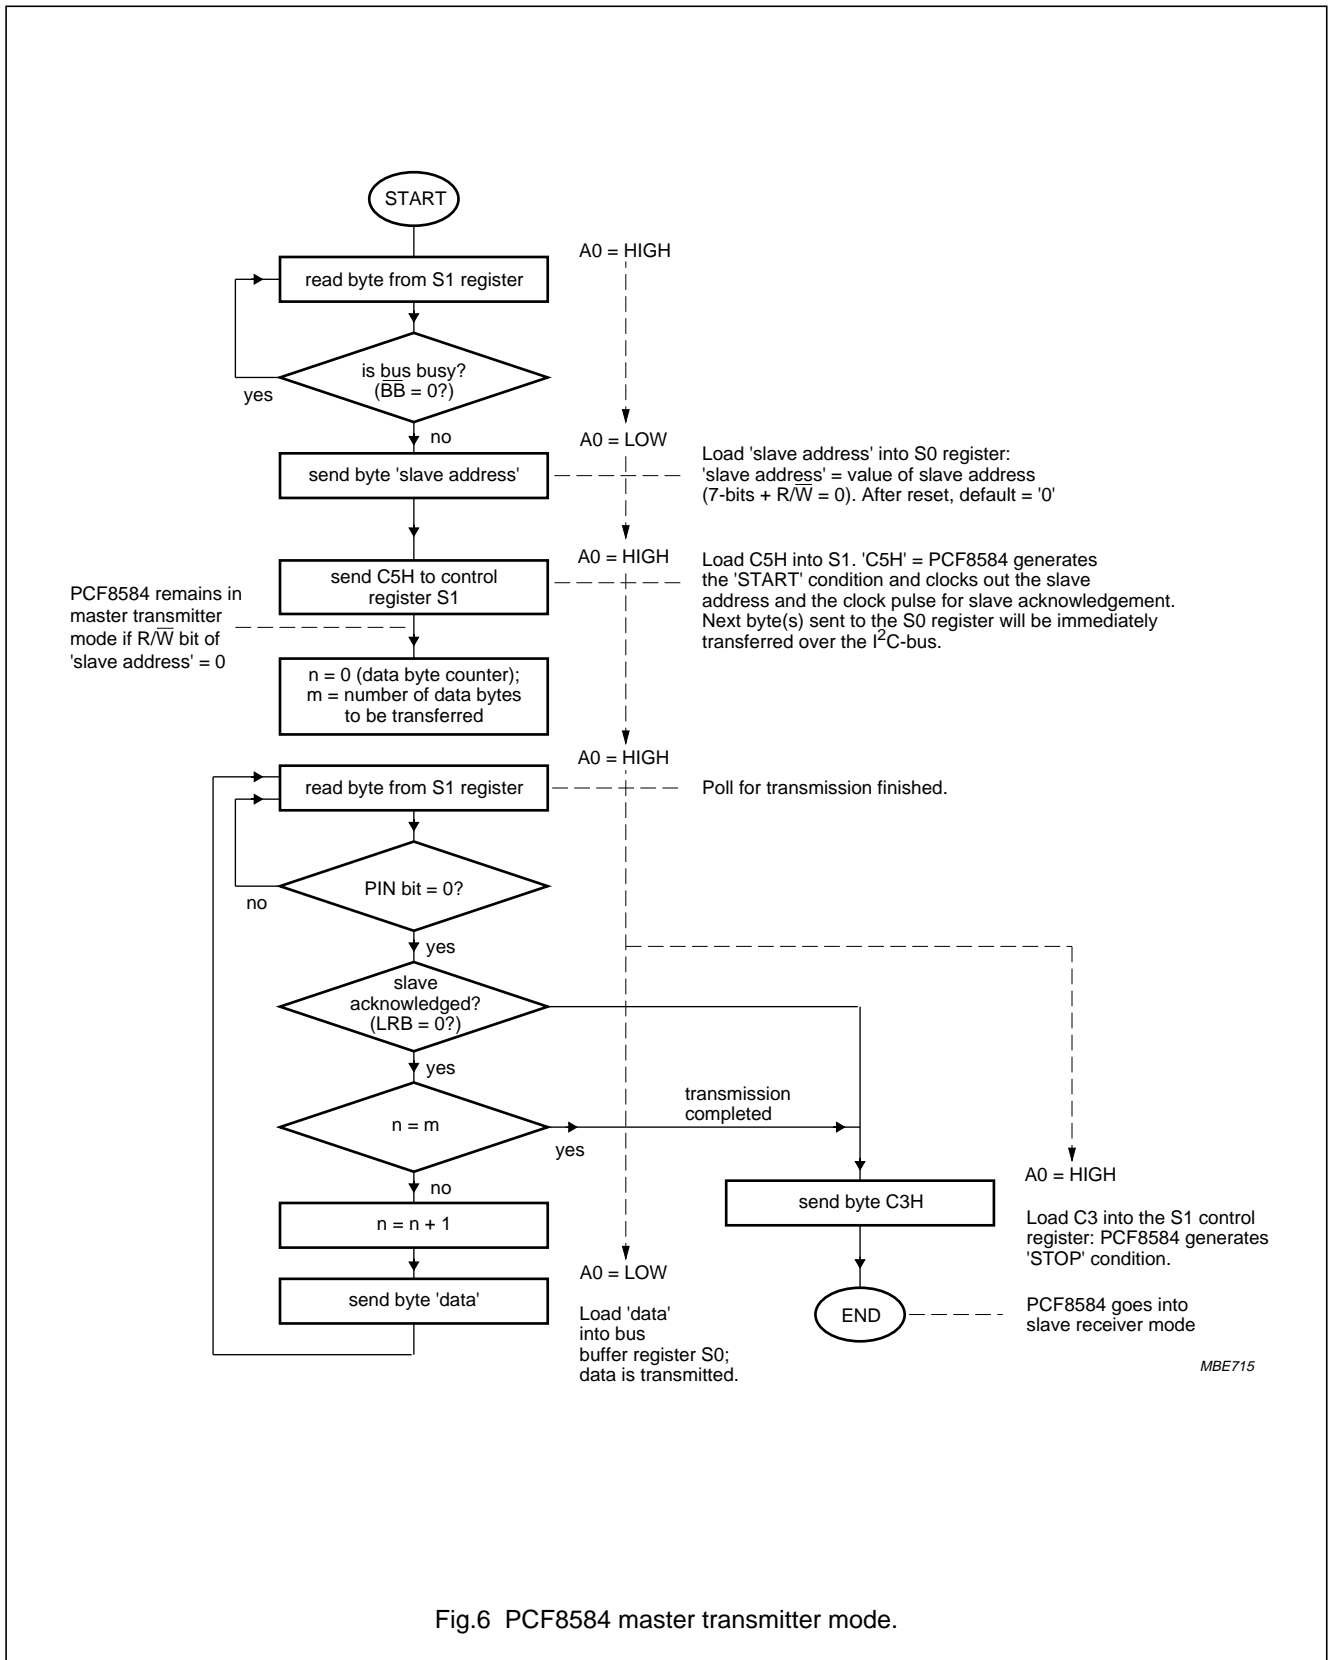 START
A0 = HIGH
read byte from S1 register
is bus busy?
(B̅B̅ = 0?)
yes
no
A0 = LOW
send byte 'slave address'
Load 'slave address' into S0 register:
'slave address' = value of slave address
(7-bits + R/W̅ = 0). After reset, default = '0'
A0 = HIGH
send C5H to control
register S1
Load C5H into S1. 'C5H' = PCF8584 generates
the 'START' condition and clocks out the slave
address and the clock pulse for slave acknowledgement.
Next byte(s) sent to the S0 register will be immediately
transferred over the I²C-bus.
PCF8584 remains in
master transmitter
mode if R/W̅ bit of
'slave address' = 0
n = 0 (data byte counter);
m = number of data bytes
to be transferred
A0 = HIGH
read byte from S1 register
Poll for transmission finished.
PIN bit = 0?
no
yes
slave
acknowledged?
(LRB = 0?)
yes
n = m
transmission
completed
yes
no
n = n + 1
send byte 'data'
A0 = LOW
Load 'data'
into bus
buffer register S0;
data is transmitted.
send byte C3H
A0 = HIGH
Load C3 into the S1 control
register: PCF8584 generates
'STOP' condition.
END
PCF8584 goes into
slave receiver mode
MBE715
Fig.6 PCF8584 master transmitter mode.